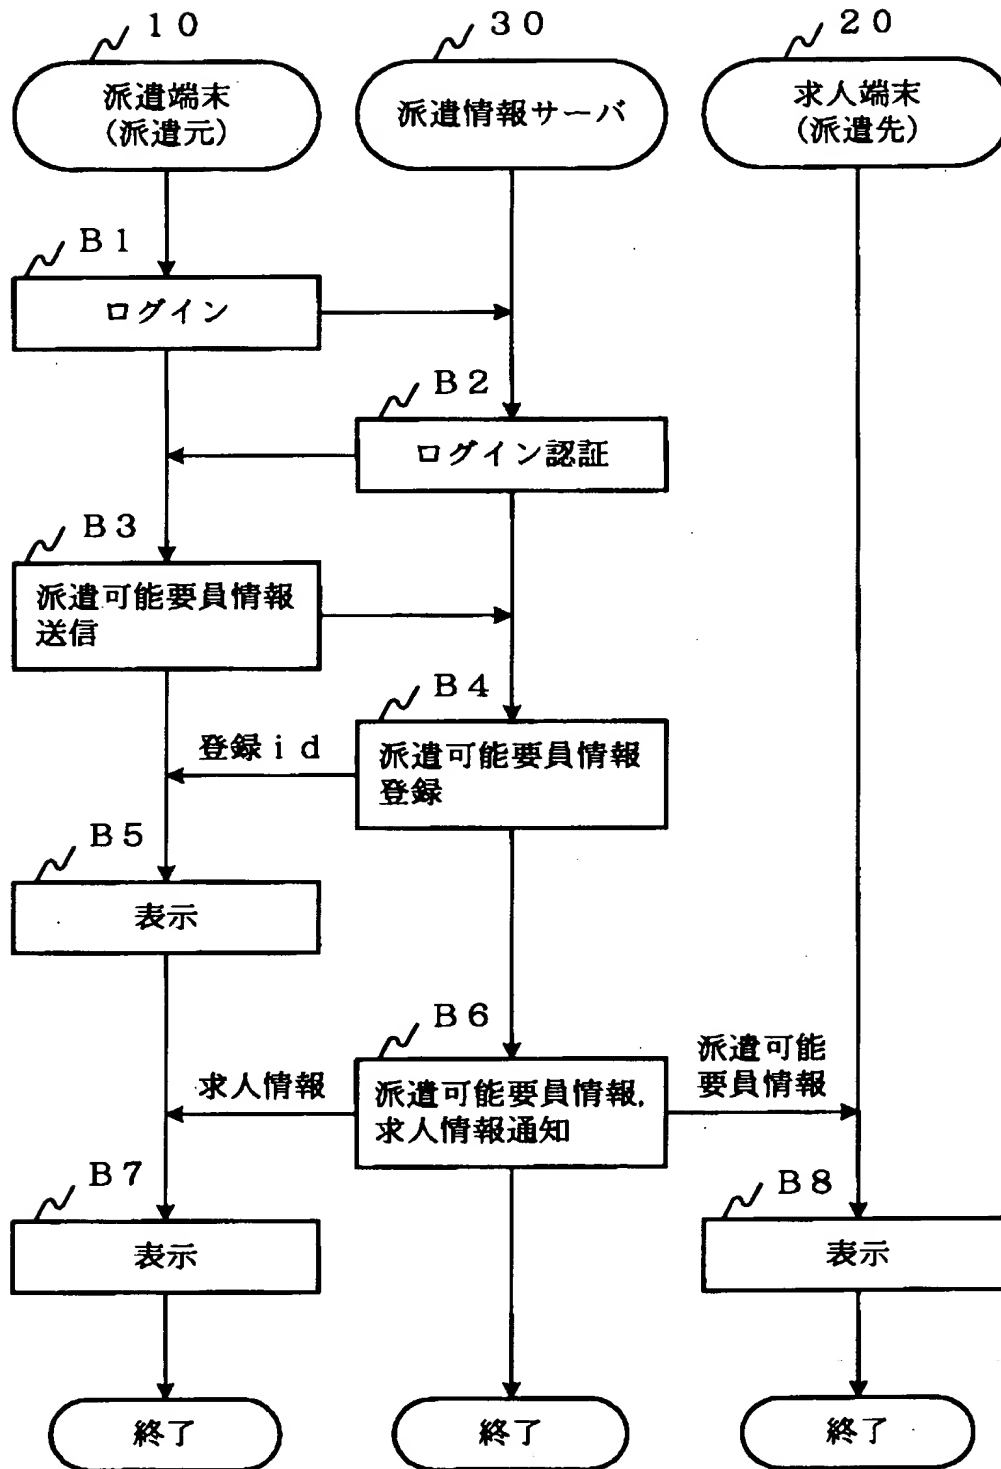 10
30
20
派遣端末
(派遣元)
派遣情報サーバ
求人端末
(派遣先)
B1
ログイン
B2
ログイン認証
B3
派遣可能要員情報
送信
B4
登録id
派遣可能要員情報
登録
B5
表示
B6
求人情報
派遣可能要員情報,
求人情報通知
派遣可能
要員情報
B7
表示
B8
表示
終了
終了
終了